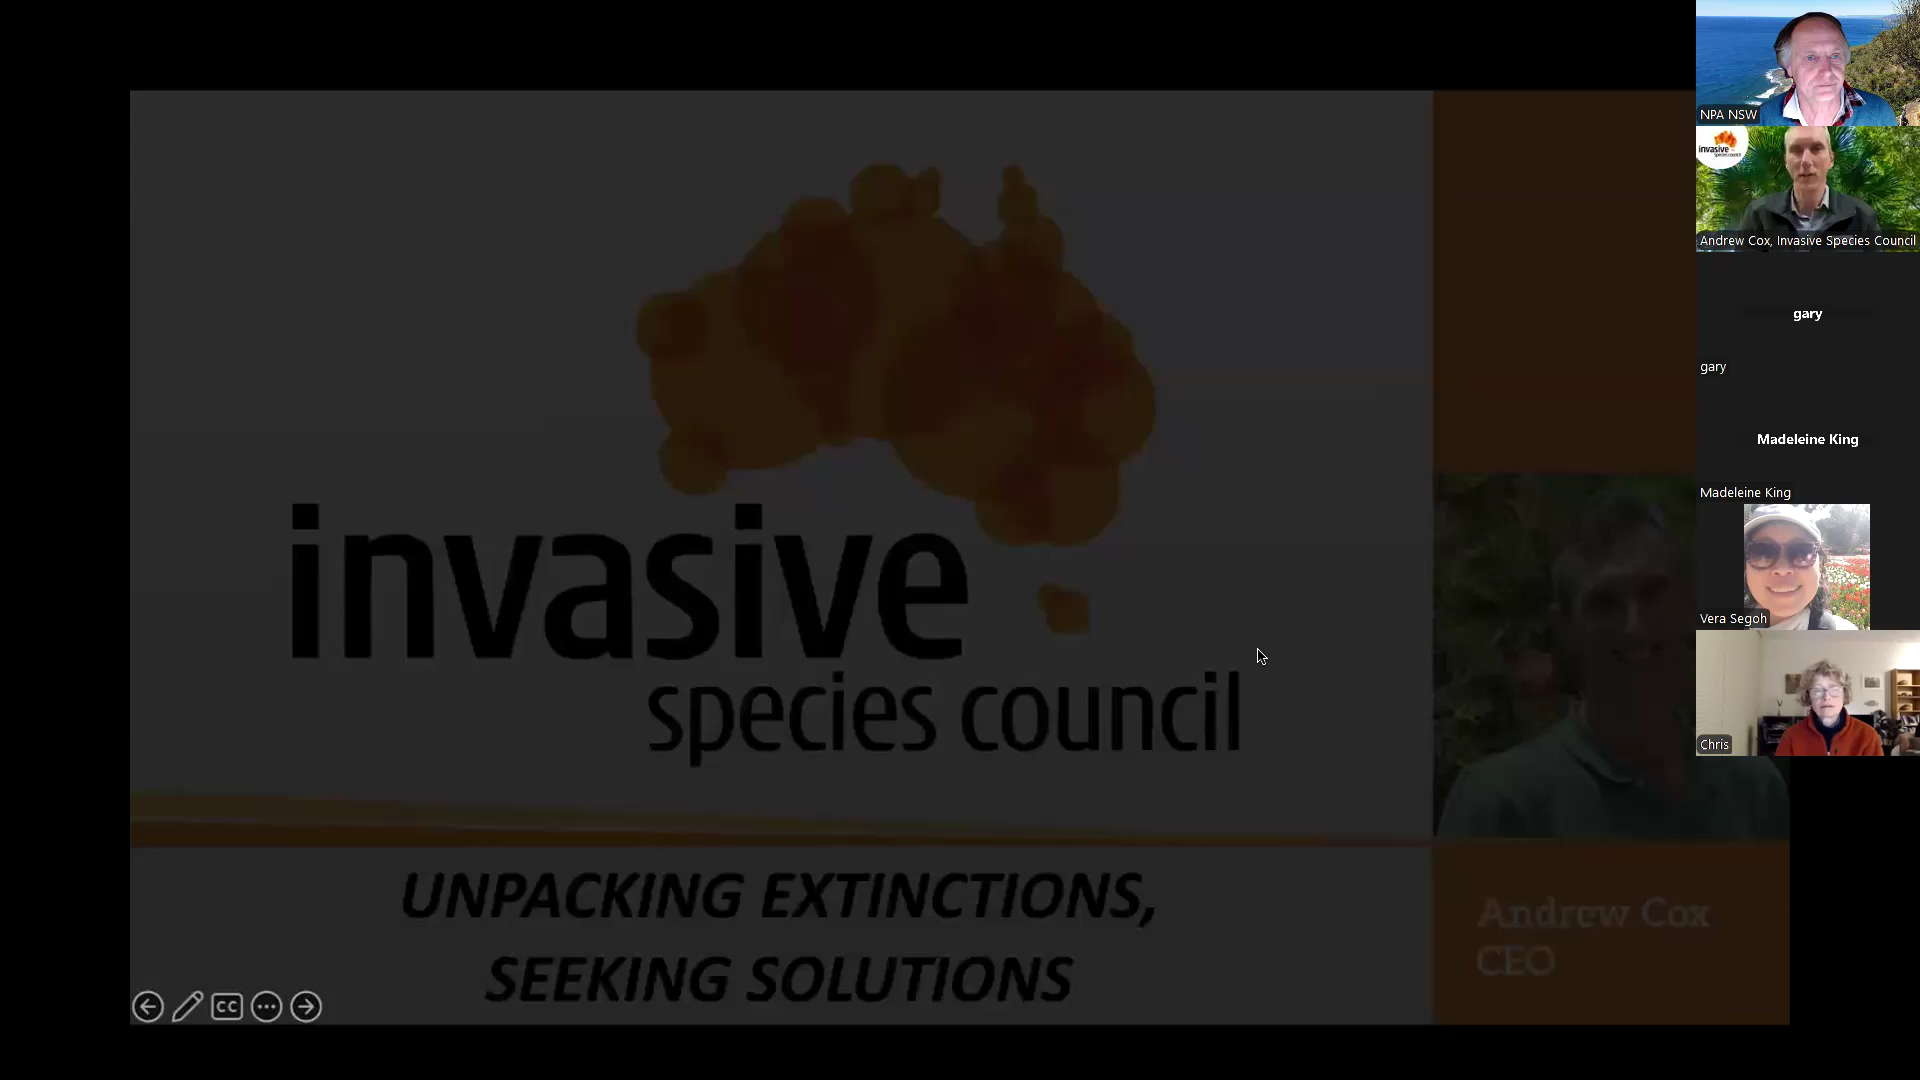 invasive
species council
UNPACKING EXTINCTIONS,
SEEKING SOLUTIONS
Andrew Cox
CEO
CC
NPA NSW
invasive
species council
Andrew Cox, Invasive Species Council
gary
gary
Madeleine King
Madeleine King
Vera Segoh
Chris